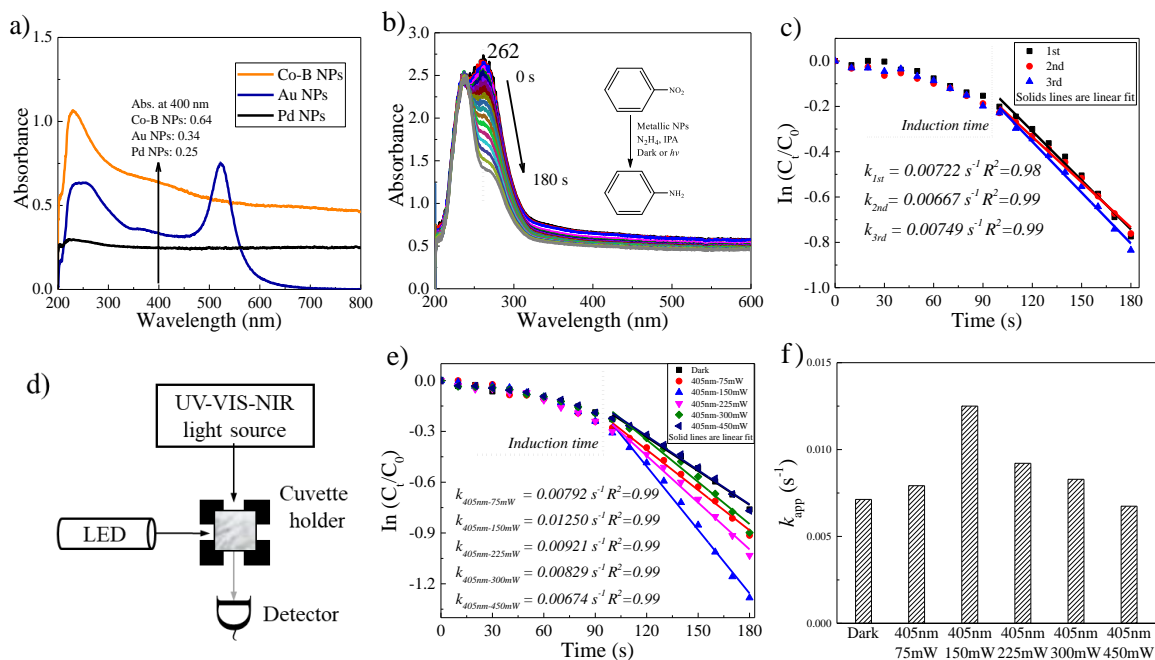 a)
1.5
1.0
0.5
0.0
Absorbance
200 300 400 500 600 700 800
Wavelength (nm)
Co-B NPs
Au NPs
Pd NPs
Abs. at 400 nm
Co-B NPs: 0.64
Au NPs: 0.34
Pd NPs: 0.25
b)
3.0
2.5
2.0
1.5
1.0
0.5
0.0
Absorbance
200 300 400 500 600
Wavelength (nm)
262
0 s
180 s
NO2
Metallic NPs
N2H4, IPA
Dark or hv
NH2
c)
0.0
-0.2
-0.4
-0.6
-0.8
-1.0
ln (Ct/C0)
0 30 60 90 120 150 180
Time (s)
1st
2nd
3rd
Solids lines are linear fit
Induction time
k1st = 0.00722 s-1 R2=0.98
k2nd = 0.00667 s-1 R2=0.99
k3rd = 0.00749 s-1 R2=0.99
d)
UV-VIS-NIR
light source
Cuvette
holder
LED
Detector
e)
0.0
-0.3
-0.6
-0.9
-1.2
ln (Ct/C0)
0 20 40 60 80 100 120 140 160 180
Time (s)
Dark
405nm-75mW
405nm-150mW
405nm-225mW
405nm-300mW
405nm-450mW
Solid lines are linear fit
Induction time
k405nm-75mW = 0.00792 s-1 R2=0.99
k405nm-150mW = 0.01250 s-1 R2=0.99
k405nm-225mW = 0.00921 s-1 R2=0.99
k405nm-300mW = 0.00829 s-1 R2=0.99
k405nm-450mW = 0.00674 s-1 R2=0.99
f)
0.015
0.010
0.005
0.000
kapp (s-1)
Dark 405nm 405nm 405nm 405nm 405nm
75mW 150mW 225mW 300mW 450mW